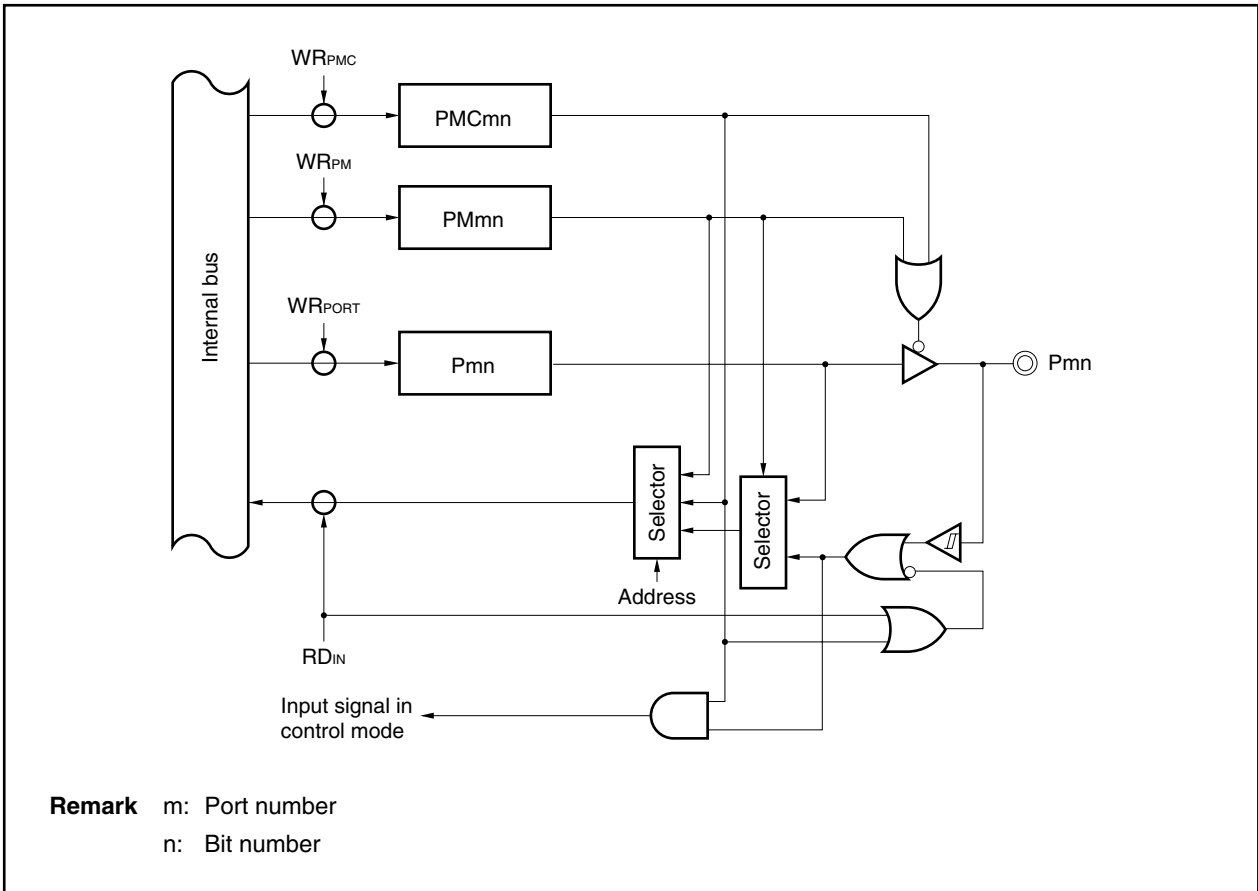 WRPMC
PMCmn
WRPM
PMmn
Internal bus
WRPORT
Pmn
Pmn
Selector
Selector
Address
RDIN
Input signal in
control mode
Remark m: Port number
n: Bit number